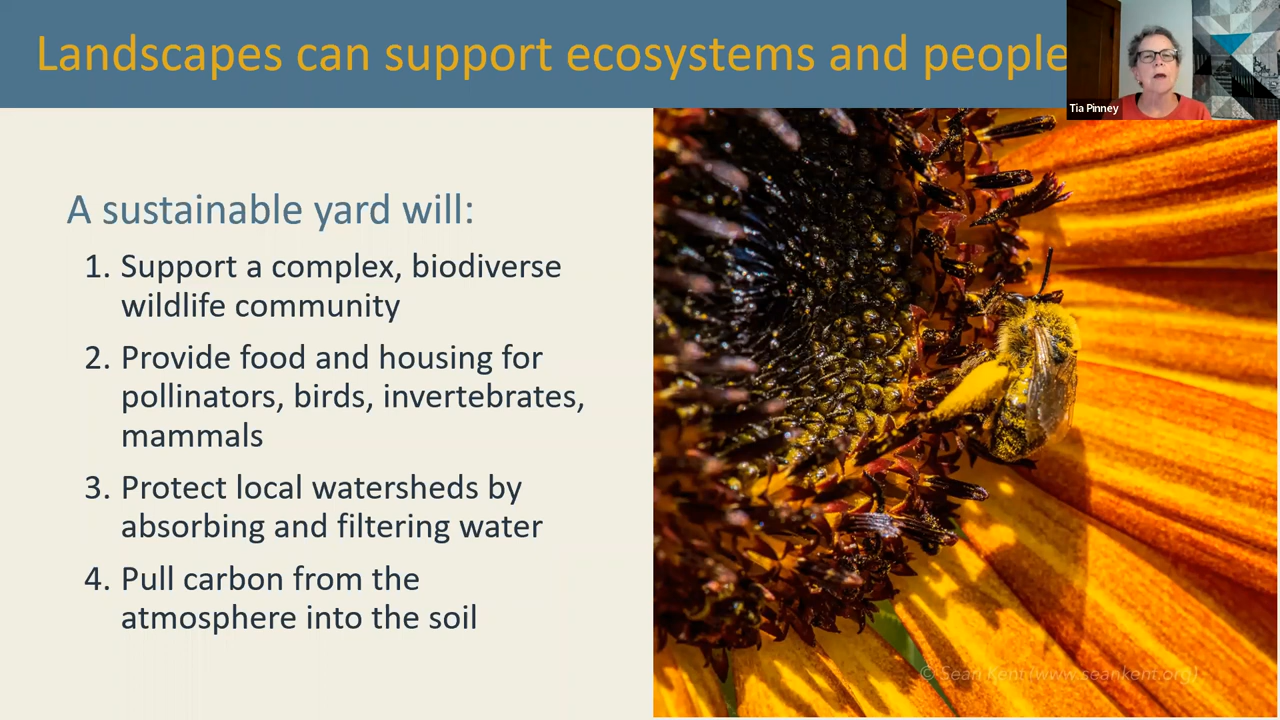 Landscapes can support ecosystems and people
Tia Pinney
A sustainable yard will:
1. Support a complex, biodiverse
wildlife community
2. Provide food and housing for
pollinators, birds, invertebrates,
mammals
3. Protect local watersheds by
absorbing and filtering water
4. Pull carbon from the
atmosphere into the soil
© Sean Kent (www.seankent.org)